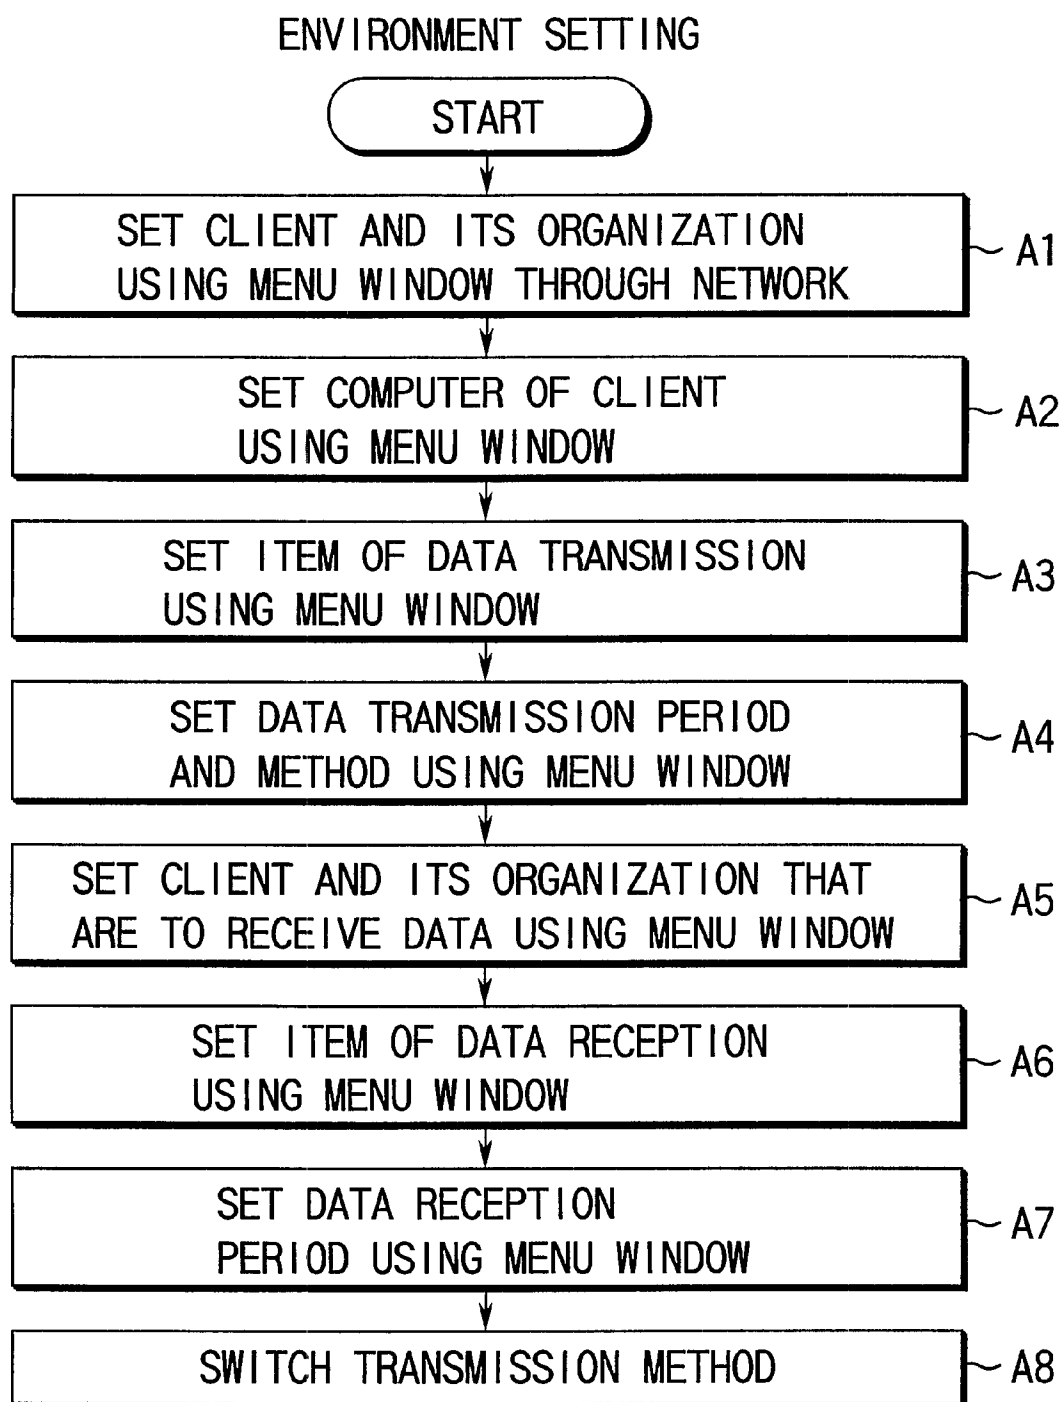 ENVIRONMENT SETTING
START
SET CLIENT AND ITS ORGANIZATION
USING MENU WINDOW THROUGH NETWORK
A1
SET COMPUTER OF CLIENT
USING MENU WINDOW
A2
SET ITEM OF DATA TRANSMISSION
USING MENU WINDOW
A3
SET DATA TRANSMISSION PERIOD
AND METHOD USING MENU WINDOW
A4
SET CLIENT AND ITS ORGANIZATION THAT
ARE TO RECEIVE DATA USING MENU WINDOW
A5
SET ITEM OF DATA RECEPTION
USING MENU WINDOW
A6
SET DATA RECEPTION
PERIOD USING MENU WINDOW
A7
SWITCH TRANSMISSION METHOD
A8